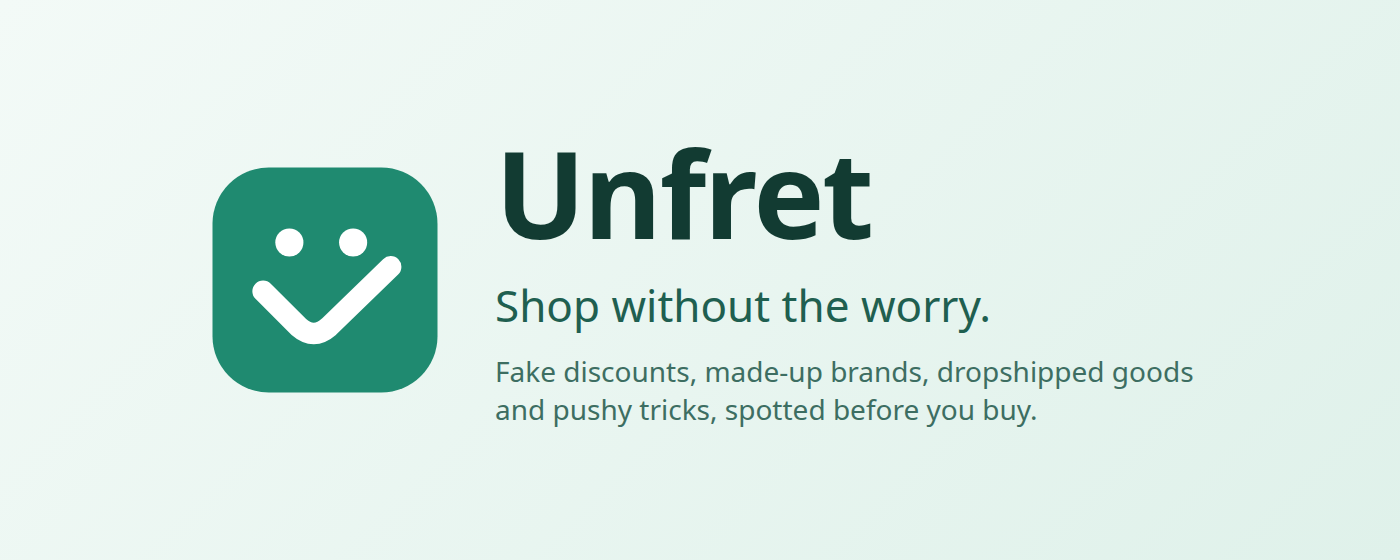 Unfret
Shop without the worry.
Fake discounts, made-up brands, dropshipped goods
and pushy tricks, spotted before you buy.